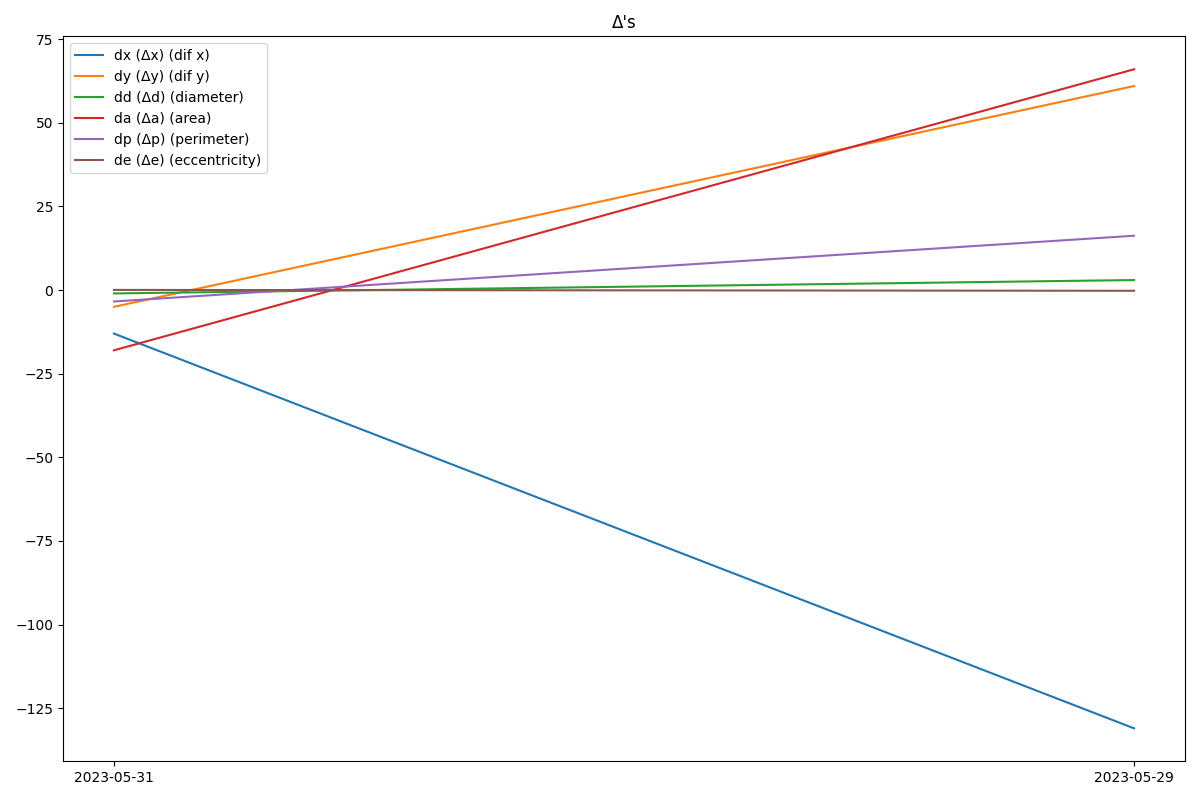 Δ's
75
50
25
0
−25
−50
−75
−100
−125
dx (Δx) (dif x)
dy (Δy) (dif y)
dd (Δd) (diameter)
da (Δa) (area)
dp (Δp) (perimeter)
de (Δe) (eccentricity)
2023-05-31
2023-05-29